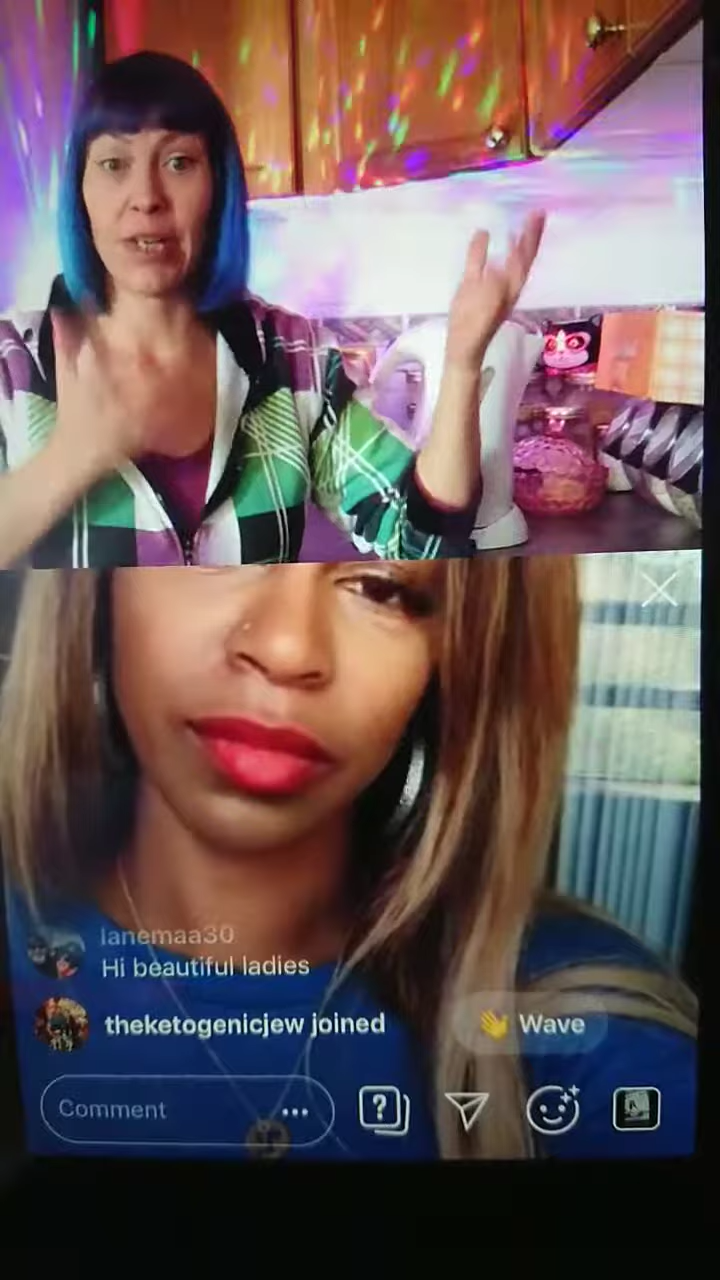 lanemaa30
Hi beautiful ladies
theketogenicjew joined
Wave
Comment
?